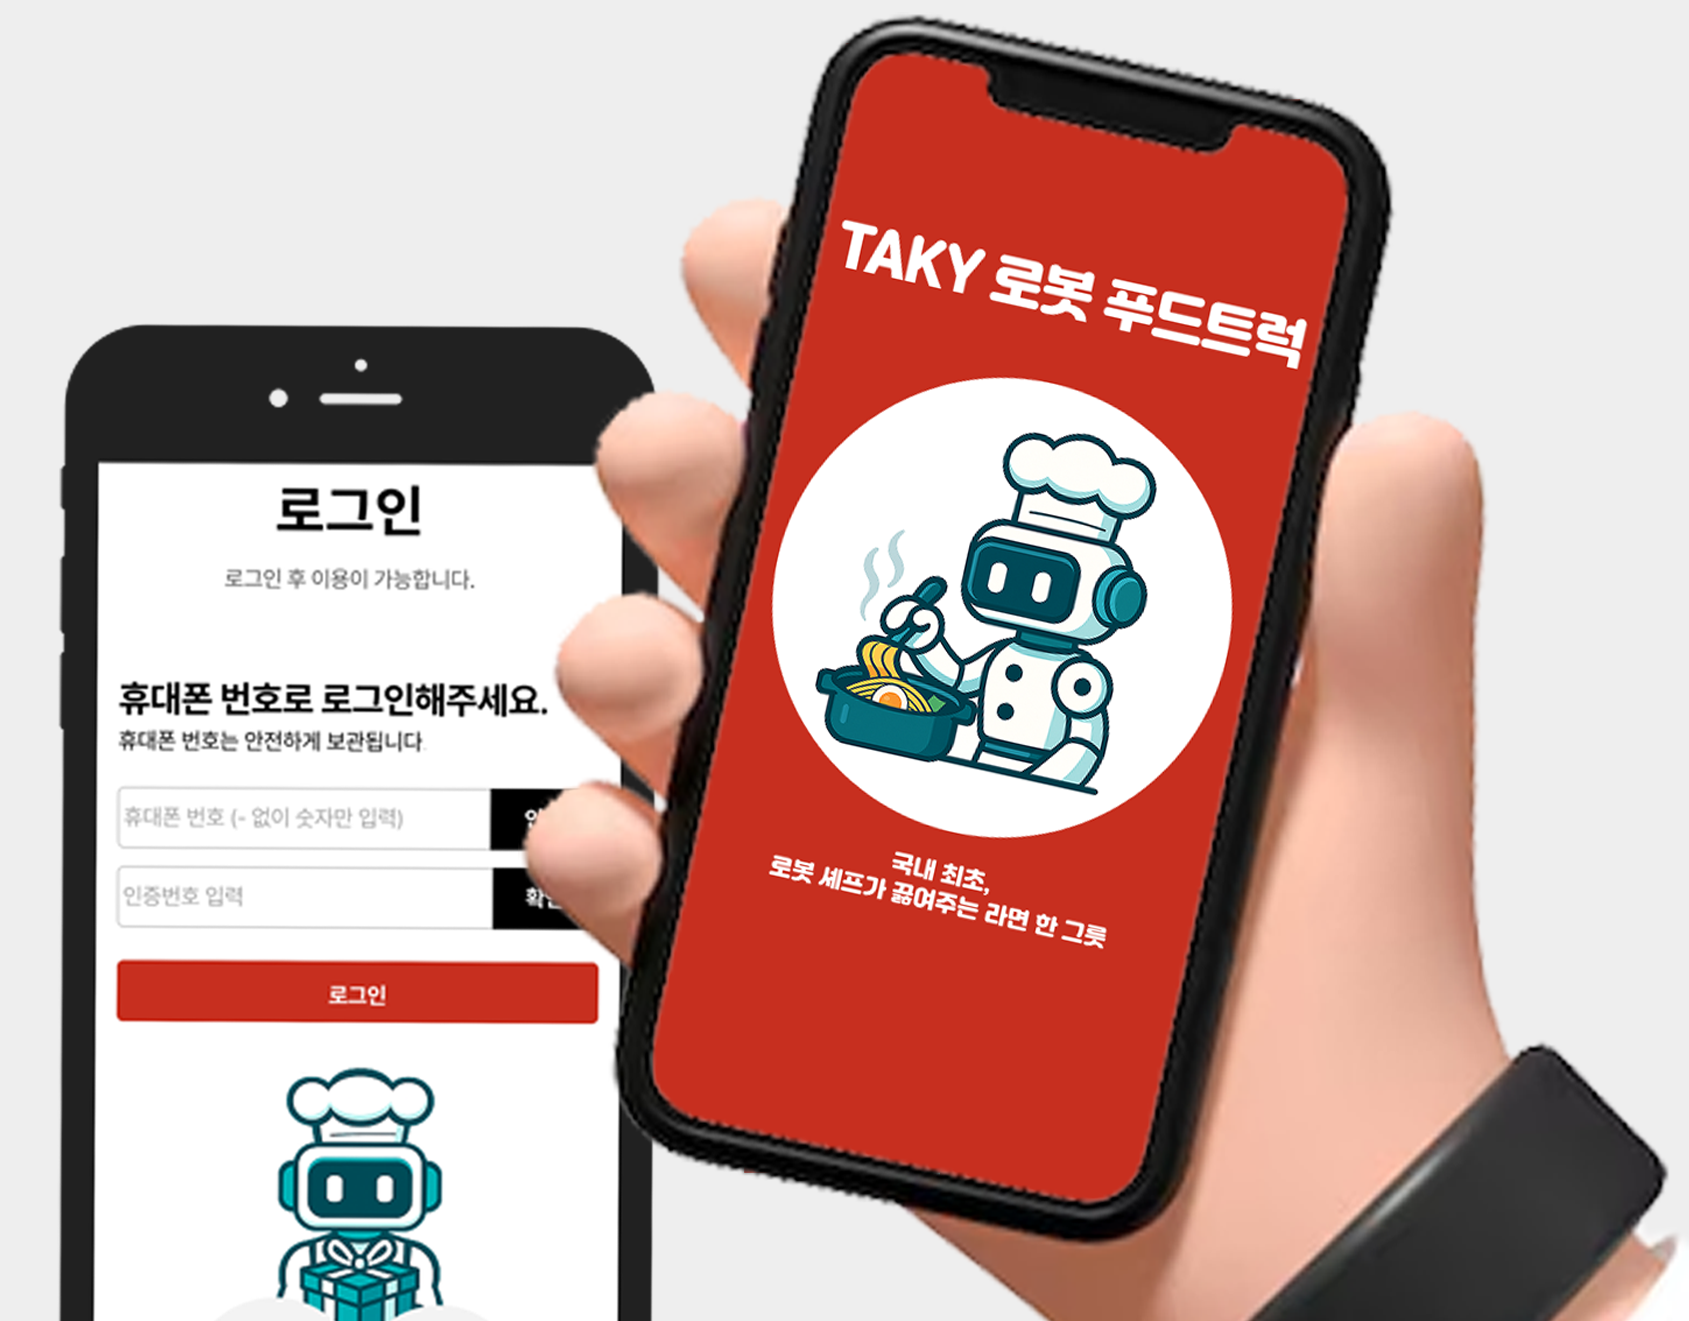 로그인
로그인 후 이용이 가능합니다.
휴대폰 번호로 로그인해주세요.
휴대폰 번호는 안전하게 보관됩니다.
휴대폰 번호 (- 없이 숫자만 입력)
인증번호 입력
로그인
TAKY 로봇 푸드트럭
국내 최초,
로봇 셰프가 끓여주는 라면 한 그릇